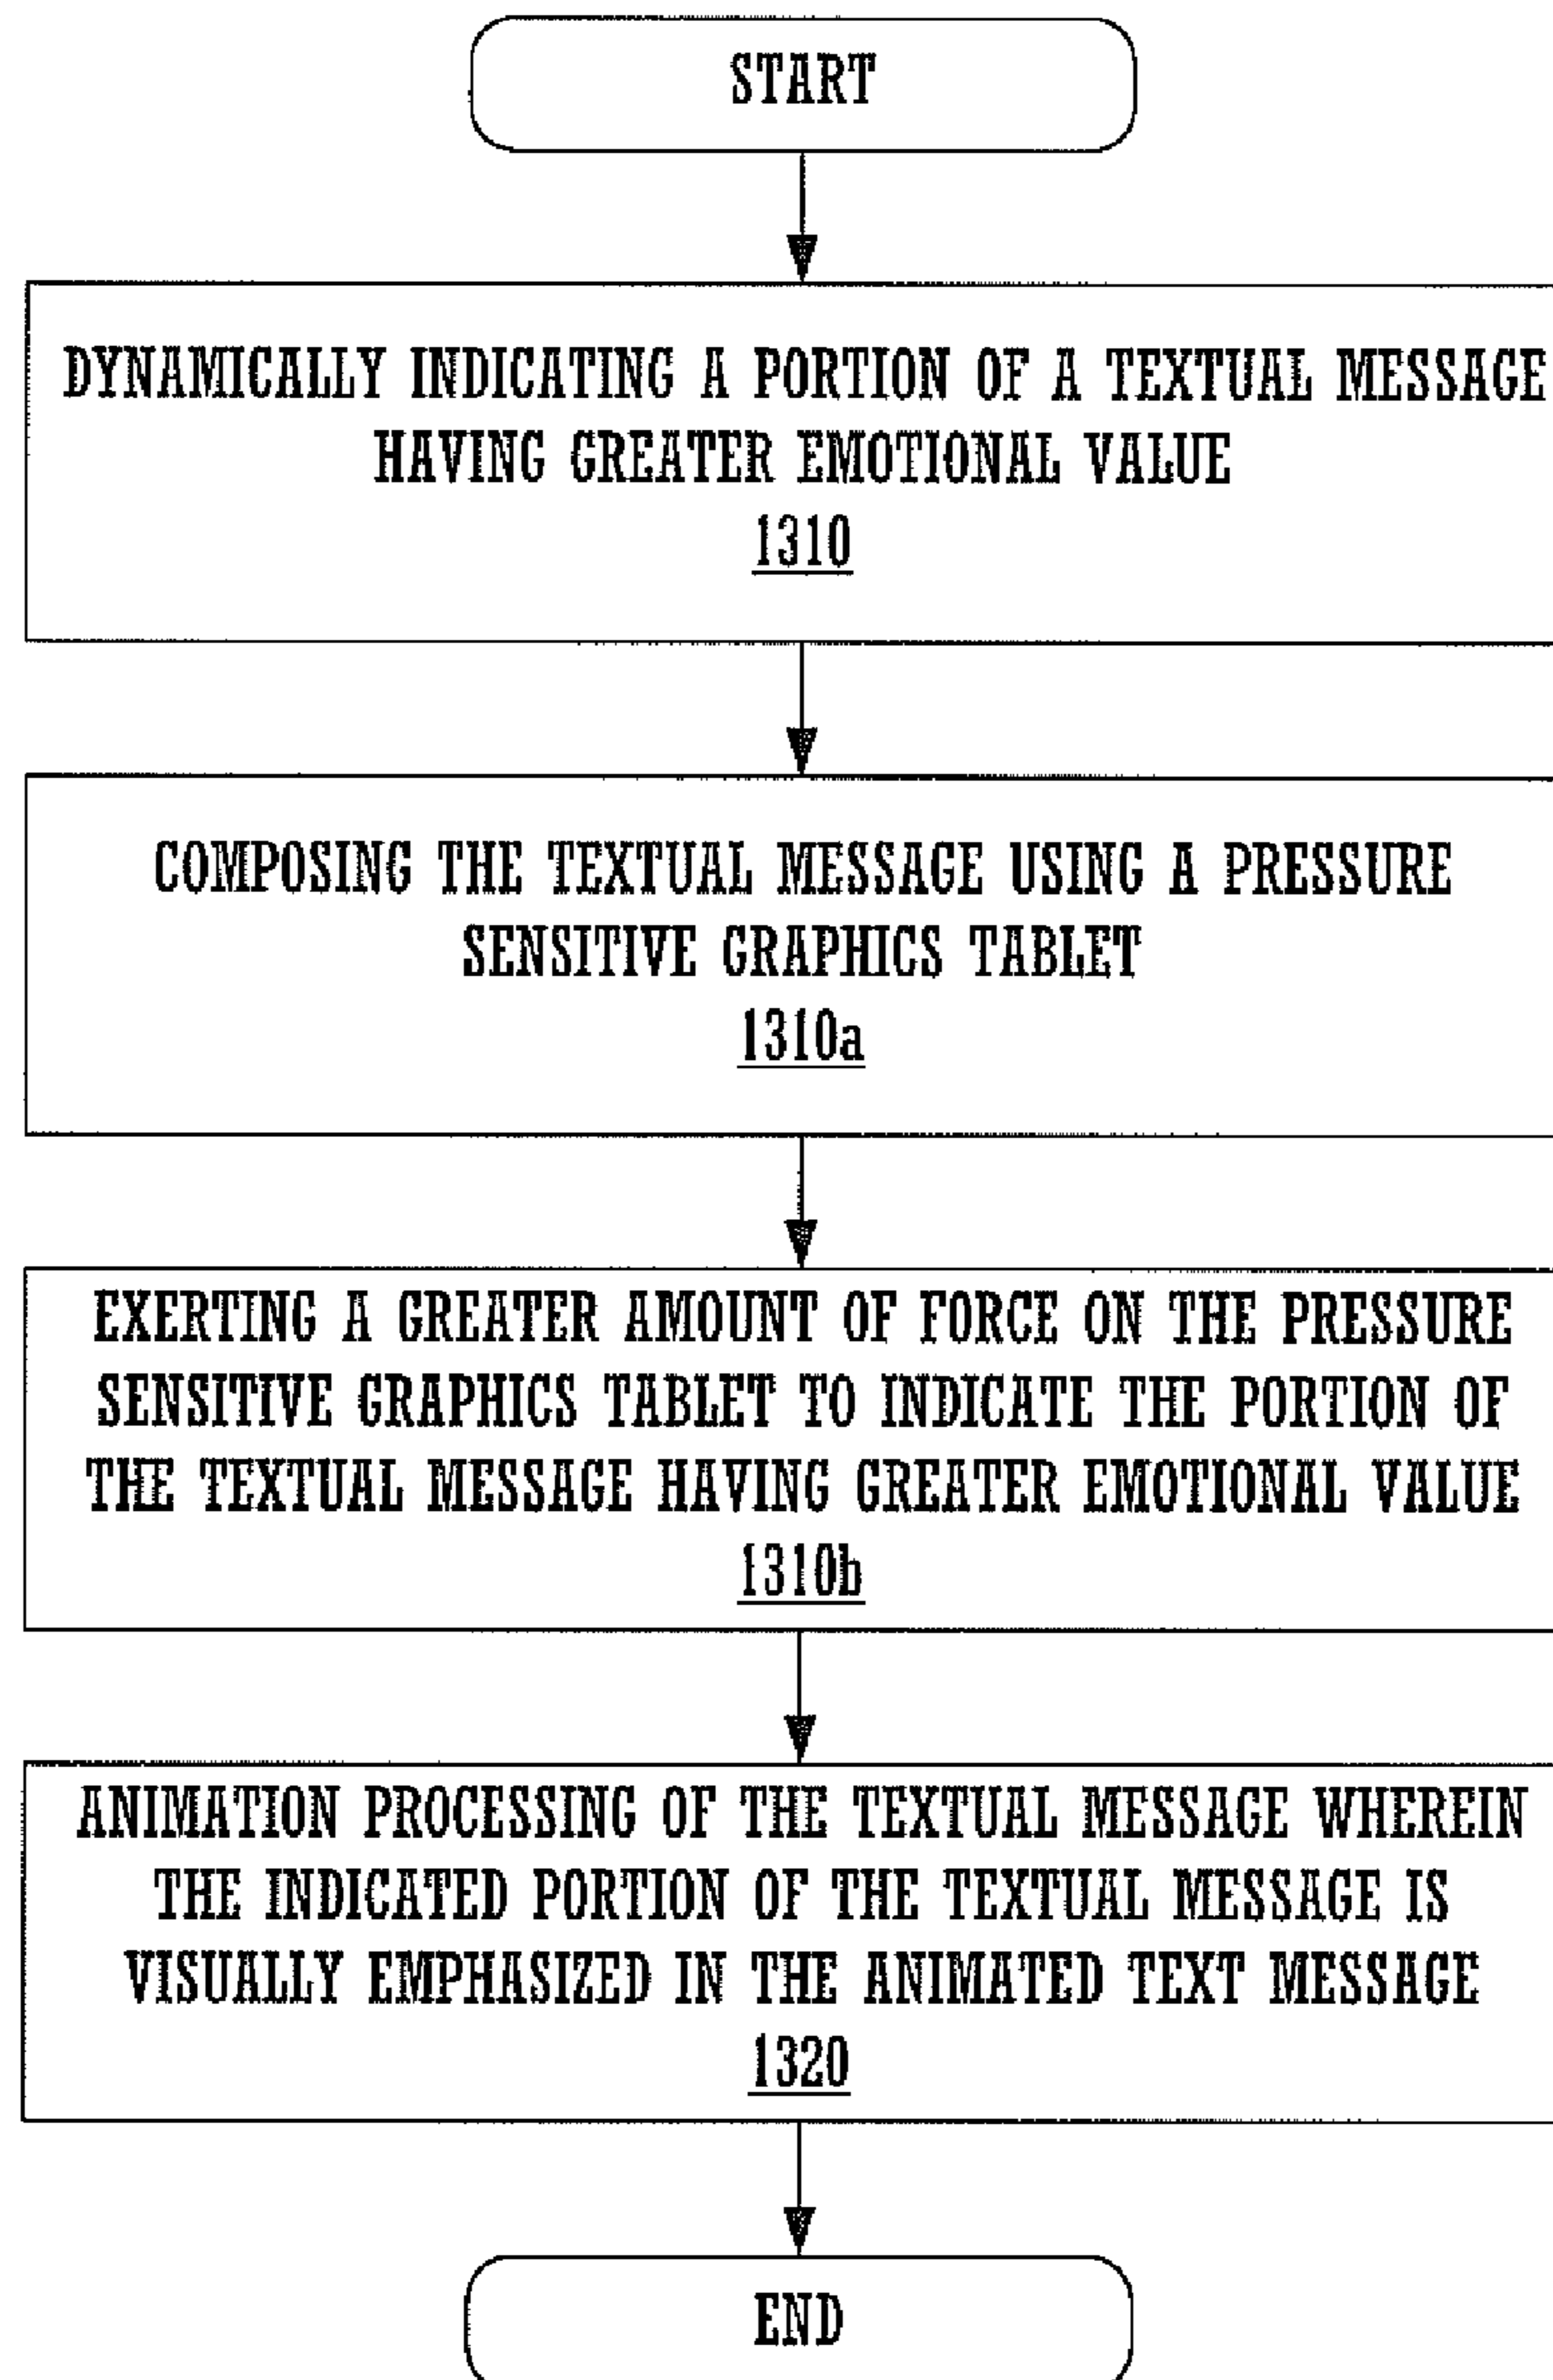 START
DYNAMICALLY INDICATING A PORTION OF A TEXTUAL MESSAGE
HAVING GREATER EMOTIONAL VALUE
1310
COMPOSING THE TEXTUAL MESSAGE USING A PRESSURE
SENSITIVE GRAPHICS TABLET
1310a
EXERTING A GREATER AMOUNT OF FORCE ON THE PRESSURE
SENSITIVE GRAPHICS TABLET TO INDICATE THE PORTION OF
THE TEXTUAL MESSAGE HAVING GREATER EMOTIONAL VALUE
1310b
ANIMATION PROCESSING OF THE TEXTUAL MESSAGE WHEREIN
THE INDICATED PORTION OF THE TEXTUAL MESSAGE IS
VISUALLY EMPHASIZED IN THE ANIMATED TEXT MESSAGE
1320
END